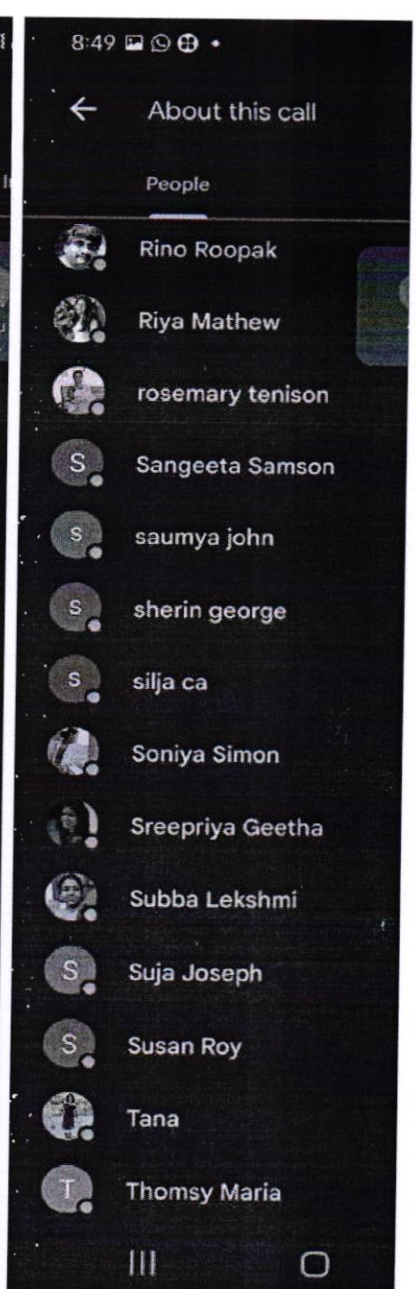 8:49
About this call
People
Rino Roopak
Riya Mathew
rosemary tenison
S Sangeeta Samson
s saumya john
s sherin george
s silja ca
Soniya Simon
Sreepriya Geetha
Subba Lekshmi
S Suja Joseph
S Susan Roy
Tana
T Thomsy Maria